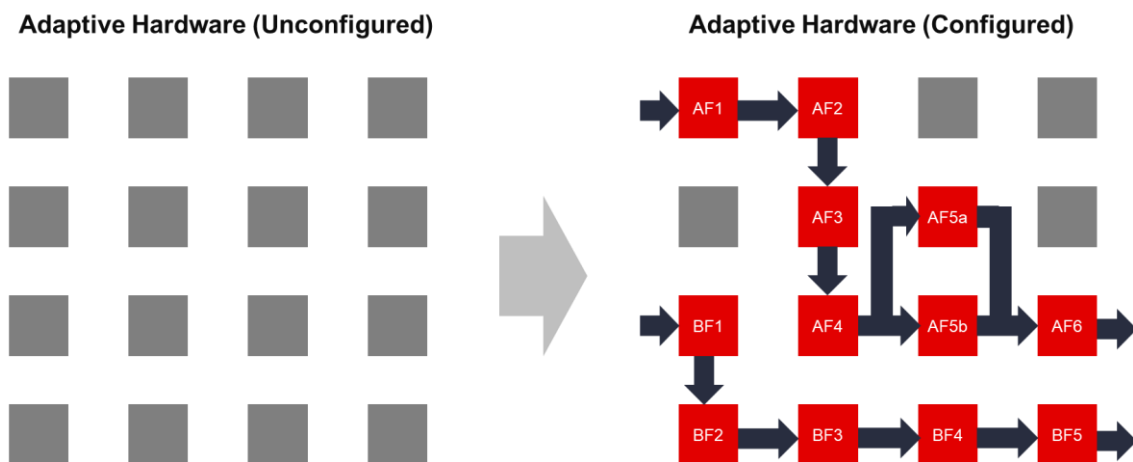 Adaptive Hardware (Unconfigured)
Adaptive Hardware (Configured)
AF1
AF2
AF3
AF5a
BF1
AF4
AF5b
AF6
BF2
BF3
BF4
BF5